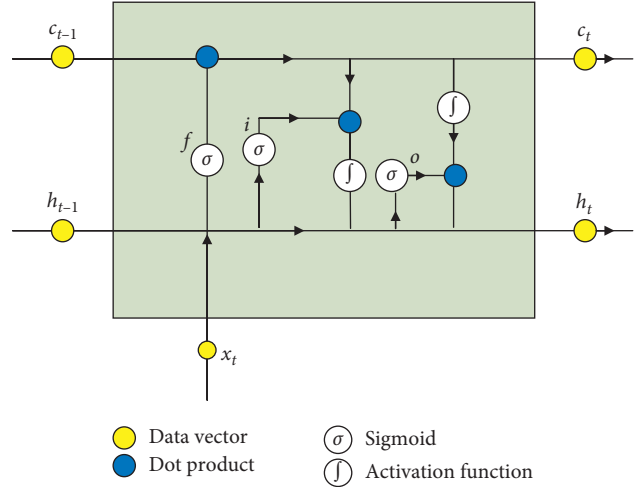 c_{t–1}
c_t
f
σ
i
σ
∫
∫
σ
o
h_{t–1}
h_t
x_t
Data vector
Dot product
σ Sigmoid
∫ Activation function